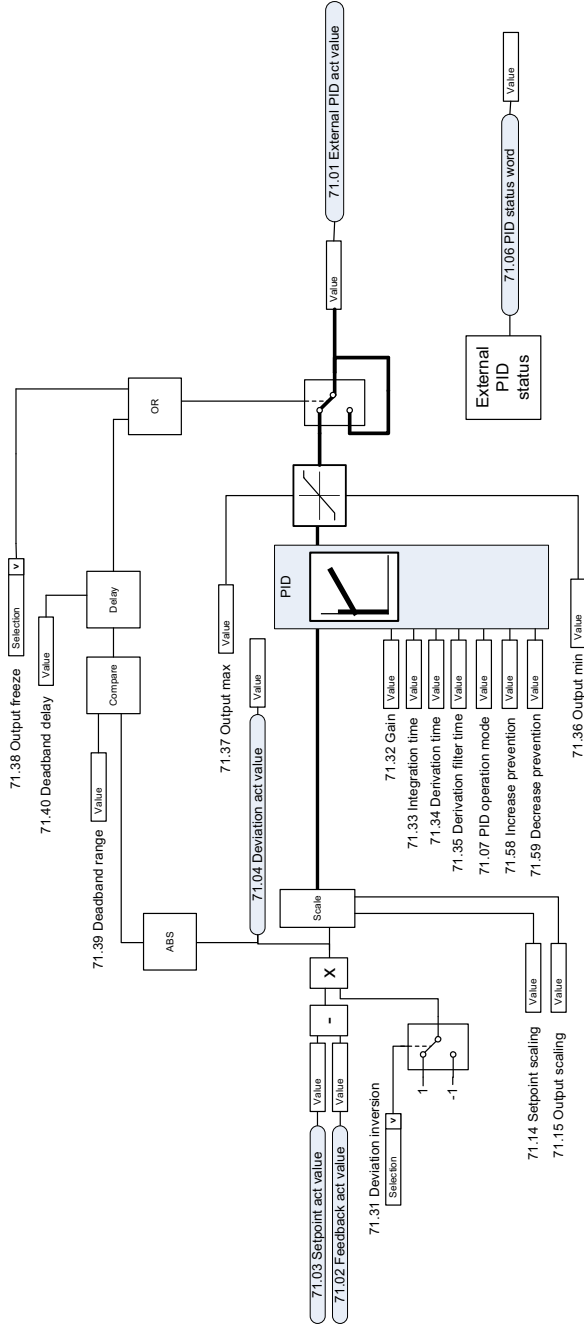 71.38 Output freeze
Selection v
71.40 Deadband delay
Value
71.39 Deadband range
Value
Compare
Delay
OR
ABS
71.04 Deviation act value
Value
71.37 Output max
Value
71.03 Setpoint act value
Value
71.02 Feedback act value
Value
-
X
Scale
PID
Value
71.01 External PID act value
71.31 Deviation inversion
Selection v
1
-1
71.14 Setpoint scaling
Value
71.15 Output scaling
Value
71.32 Gain
Value
71.33 Integration time
Value
71.34 Derivation time
Value
71.35 Derivation filter time
Value
71.07 PID operation mode
Value
71.58 Increase prevention
Value
71.59 Decrease prevention
Value
71.36 Output min
Value
External
PID
status
71.06 PID status word
Value